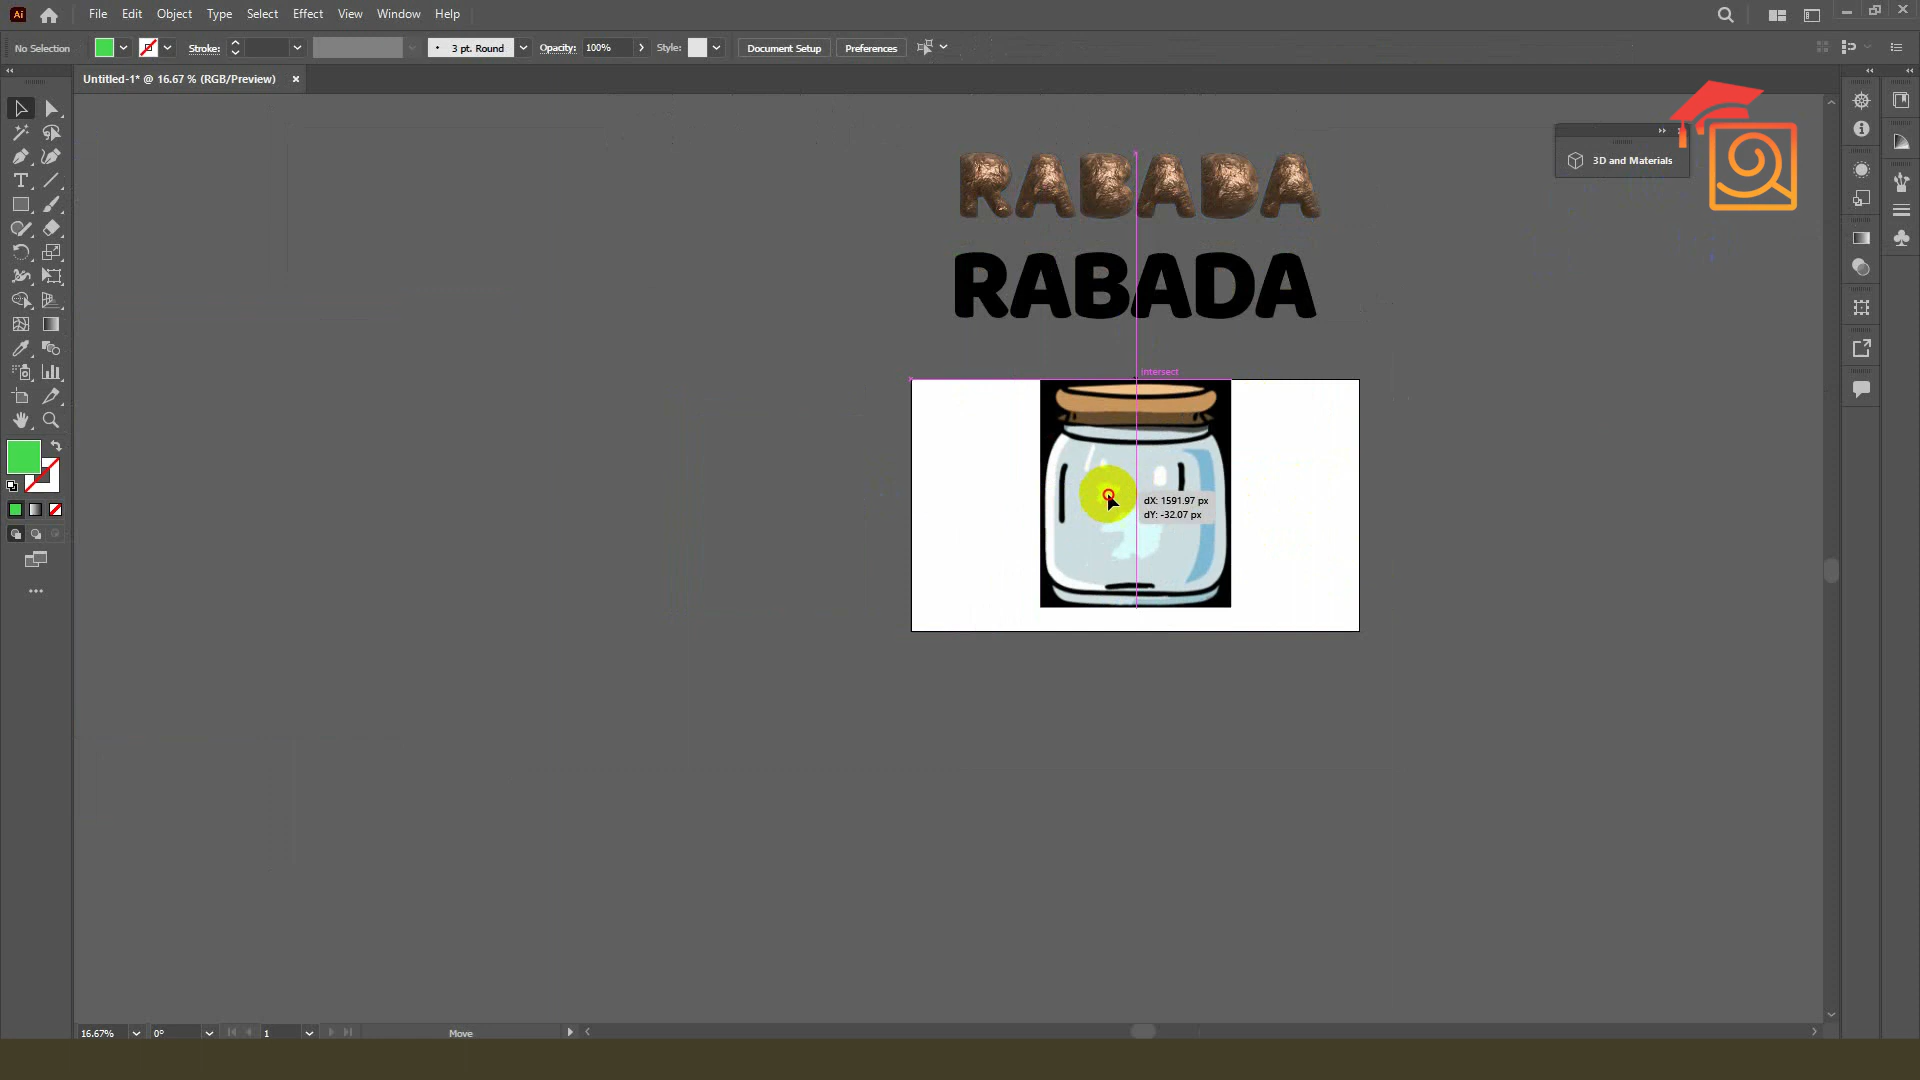 Ai File Edit Object Type Select Effect View Window Help
No Selection Stroke: 3 pt. Round Opacity: 100% Style: Document Setup Preferences
Untitled-1* @ 16.67 % (RGB/Preview) ×
3D and Materials
RABADA
RABADA
intersect
dX: 1591.97 px
dY: -32.07 px
16.67% 0° 1 Move